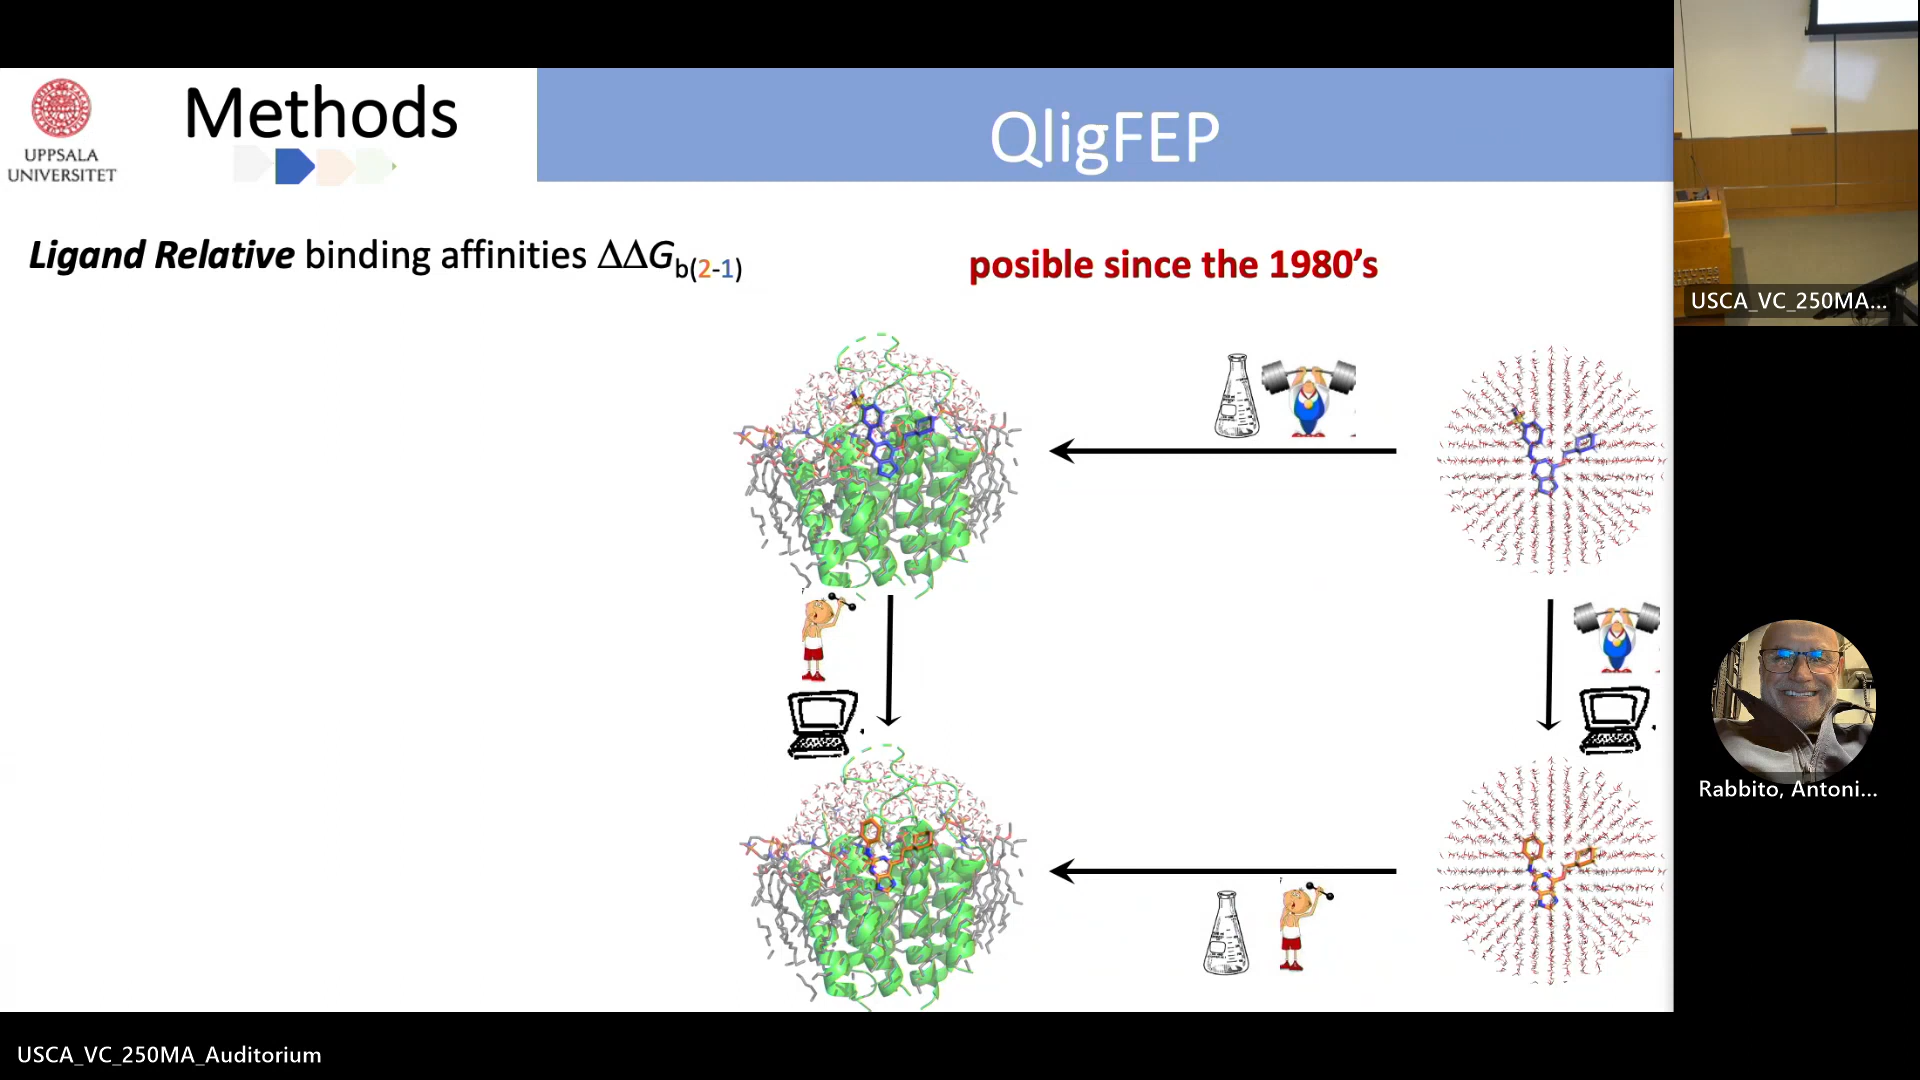 UPPSALA
UNIVERSITET
Methods
QligFEP
Ligand Relative binding affinities ΔΔGb(2-1)
posible since the 1980’s
USCA_VC_250MA...
Rabbito, Antoni...
USCA_VC_250MA_Auditorium